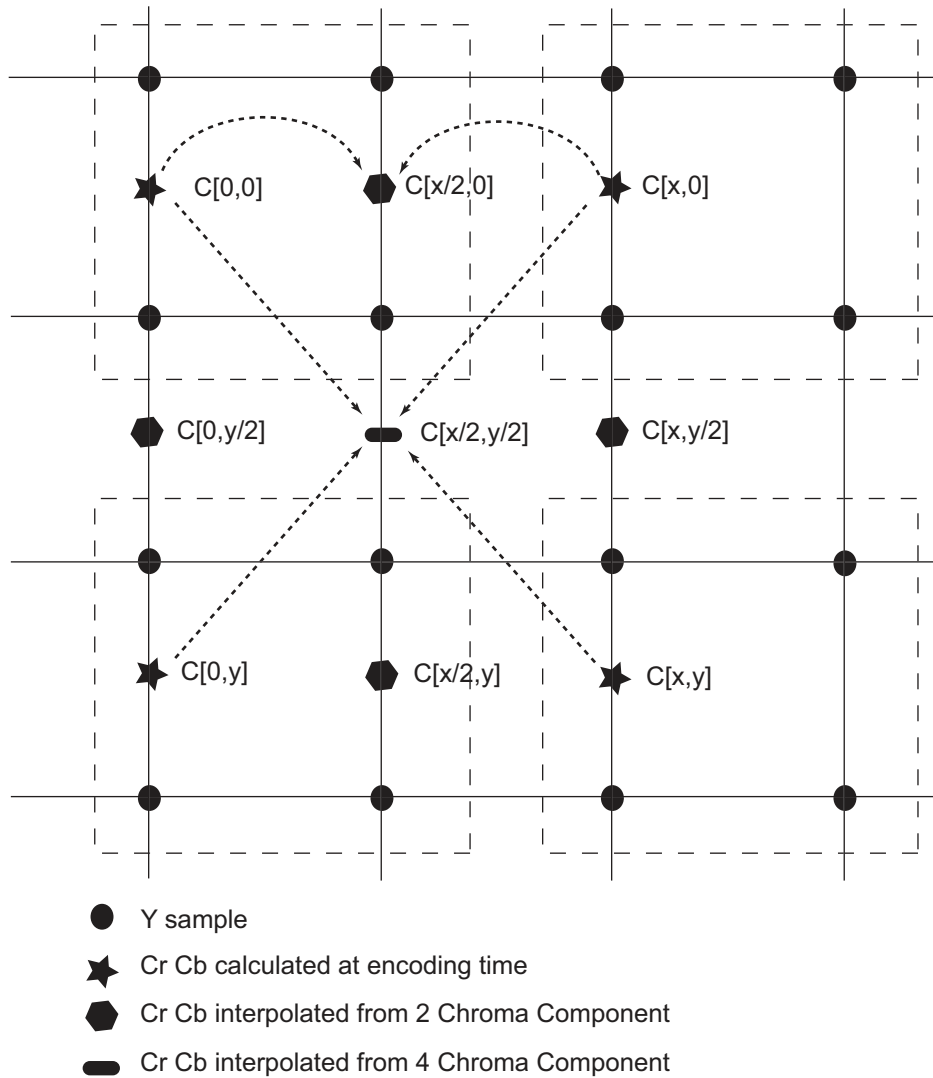 C[0,0]
C[x/2,0]
C[x,0]
C[0,y/2]
C[x/2,y/2]
C[x,y/2]
C[0,y]
C[x/2,y]
C[x,y]
Y sample
Cr Cb calculated at encoding time
Cr Cb interpolated from 2 Chroma Component
Cr Cb interpolated from 4 Chroma Component